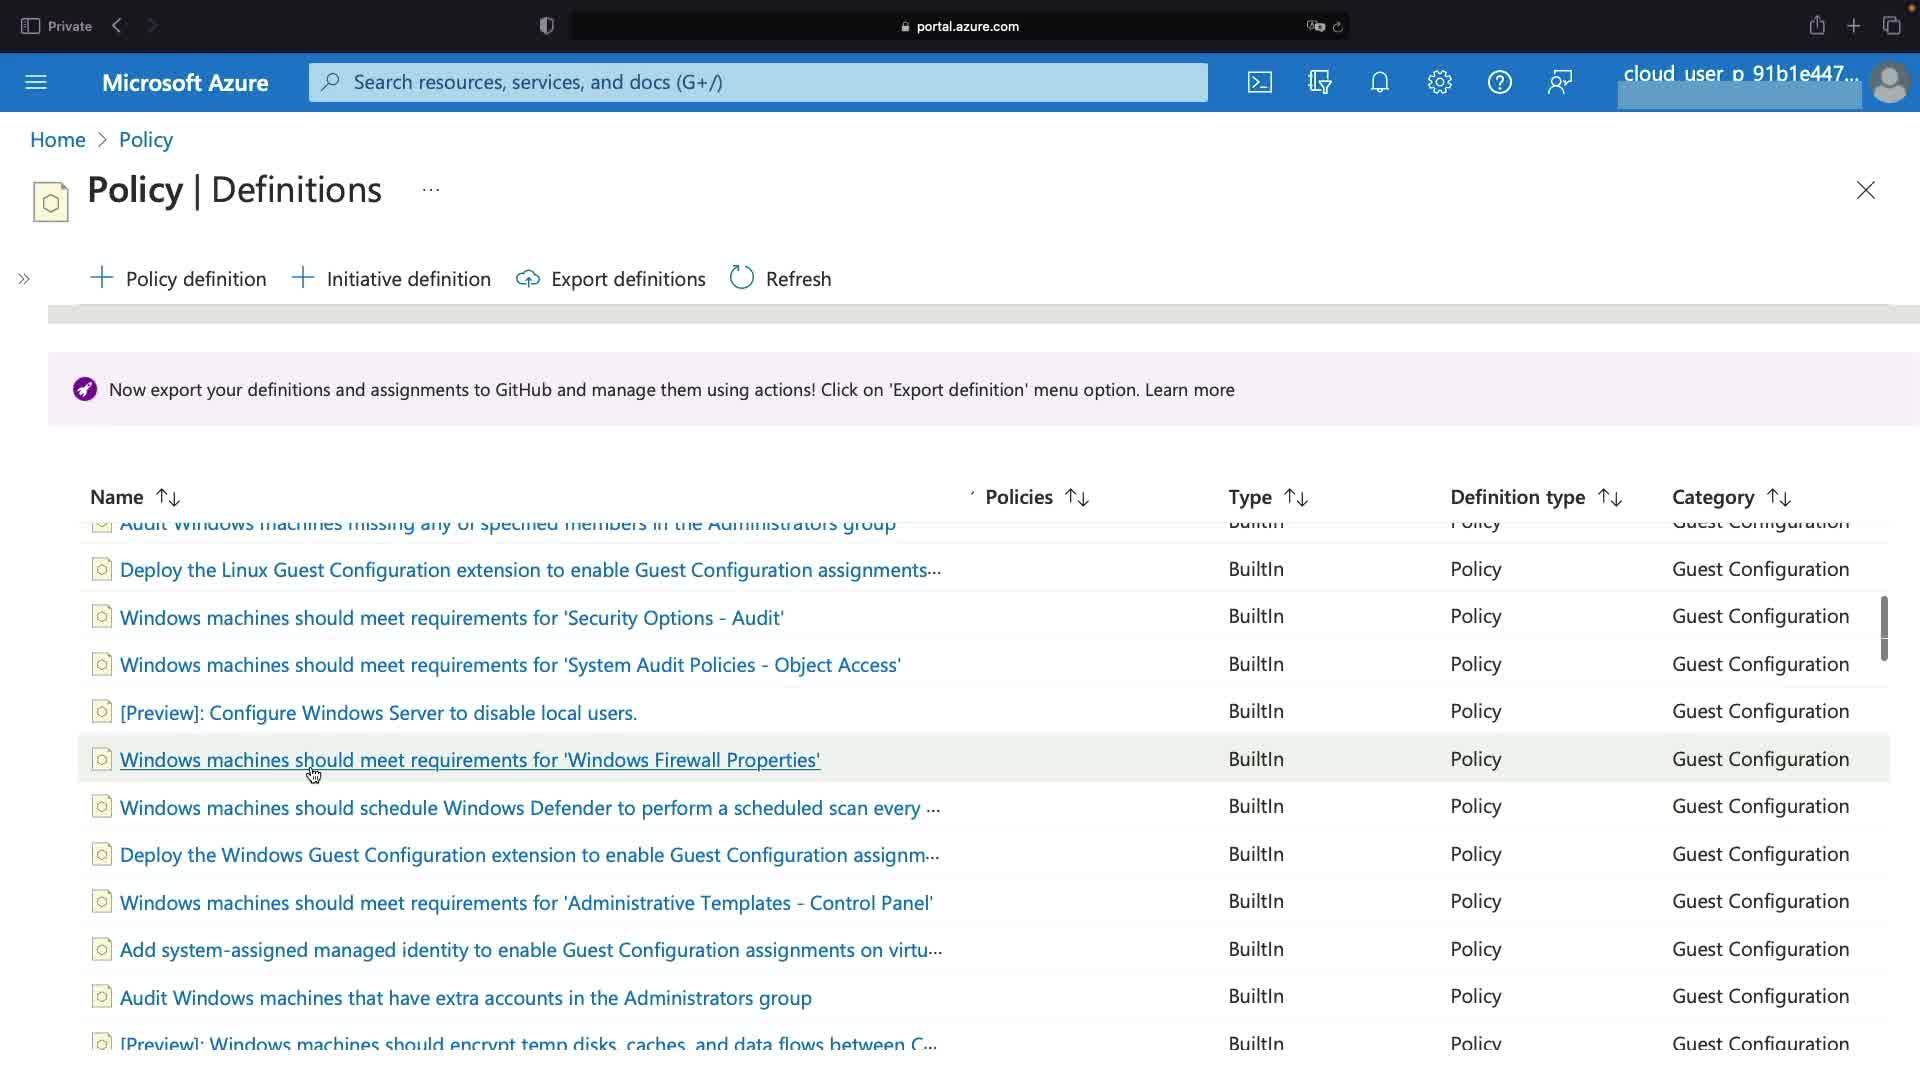 Private
portal.azure.com
Microsoft Azure
Search resources, services, and docs (G+/)
cloud_user_p_91b1e447...
Home > Policy
Policy | Definitions ...
Policy definition
Initiative definition
Export definitions
Refresh
Now export your definitions and assignments to GitHub and manage them using actions! Click on 'Export definition' menu option. Learn more
Name Policies Type Definition type Category
Audit Windows machines missing any of specified members in the Administrators group BuiltIn Policy Guest Configuration
Deploy the Linux Guest Configuration extension to enable Guest Configuration assignments... BuiltIn Policy Guest Configuration
Windows machines should meet requirements for 'Security Options - Audit' BuiltIn Policy Guest Configuration
Windows machines should meet requirements for 'System Audit Policies - Object Access' BuiltIn Policy Guest Configuration
[Preview]: Configure Windows Server to disable local users. BuiltIn Policy Guest Configuration
Windows machines should meet requirements for 'Windows Firewall Properties' BuiltIn Policy Guest Configuration
Windows machines should schedule Windows Defender to perform a scheduled scan every ... BuiltIn Policy Guest Configuration
Deploy the Windows Guest Configuration extension to enable Guest Configuration assignm... BuiltIn Policy Guest Configuration
Windows machines should meet requirements for 'Administrative Templates - Control Panel' BuiltIn Policy Guest Configuration
Add system-assigned managed identity to enable Guest Configuration assignments on virtu... BuiltIn Policy Guest Configuration
Audit Windows machines that have extra accounts in the Administrators group BuiltIn Policy Guest Configuration
[Preview]: Windows machines should encrypt temp disks, caches, and data flows between C... BuiltIn Policy Guest Configuration